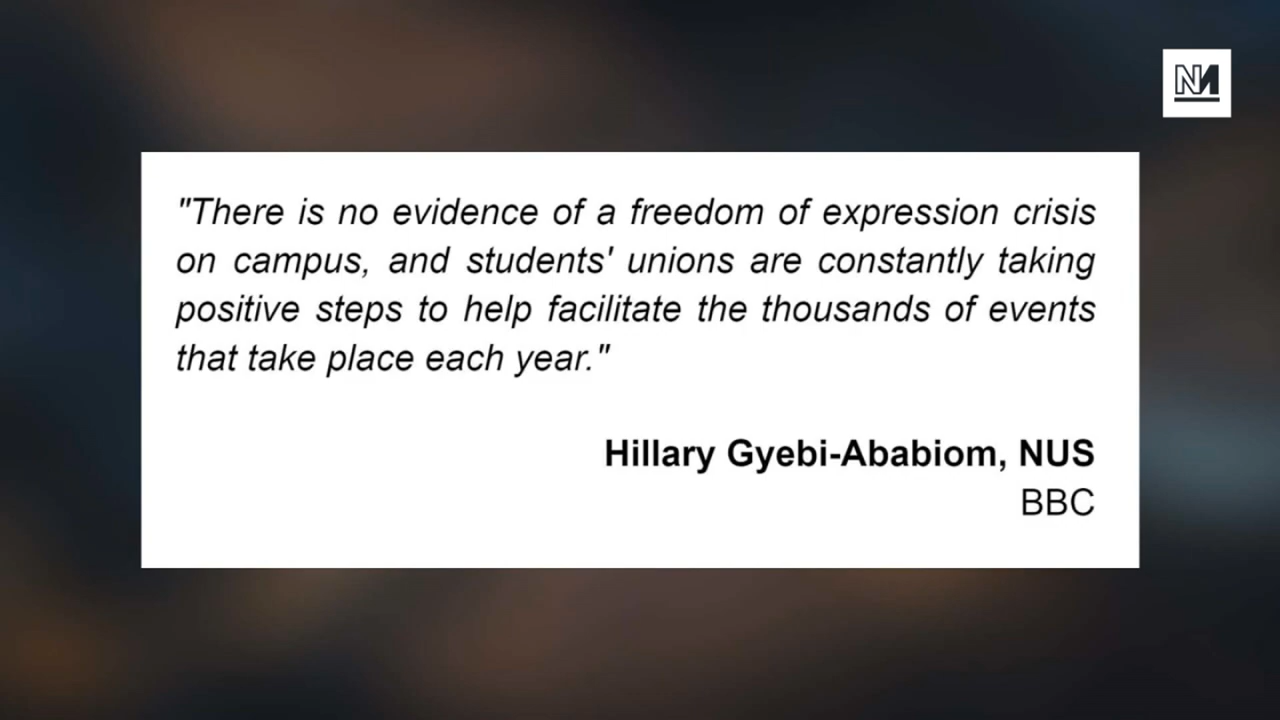 NM
"There is no evidence of a freedom of expression crisis
on campus, and students' unions are constantly taking
positive steps to help facilitate the thousands of events
that take place each year."
Hillary Gyebi-Ababiom, NUS
BBC